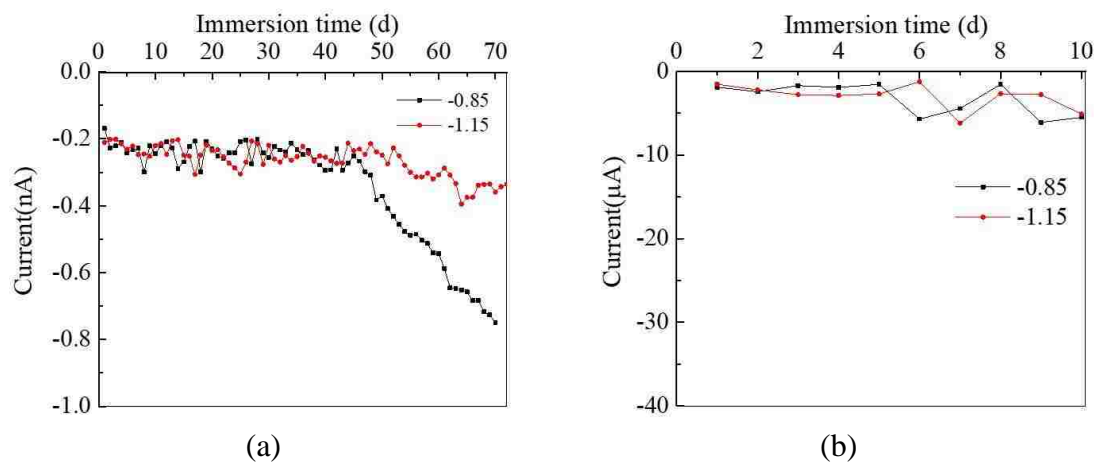 Immersion time (d)
0 10 20 30 40 50 60 70
0.0
-0.2
-0.4
-0.6
-0.8
-1.0
Current(nA)
-0.85
-1.15
(a)
Immersion time (d)
0 2 4 6 8 10
0
-10
-20
-30
-40
Current(μA)
-0.85
-1.15
(b)